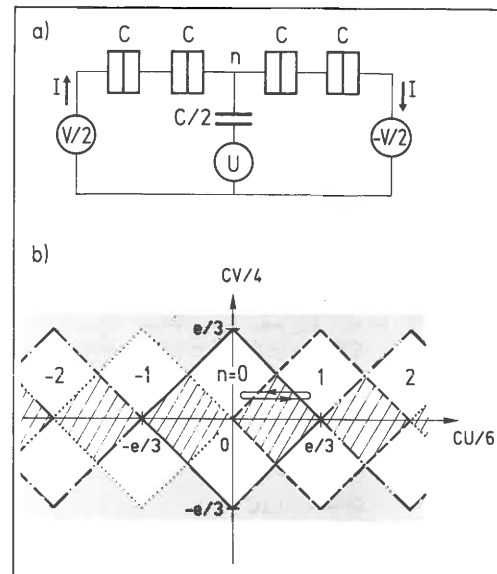 a)
C C n C C
I I
C/2
V/2 U -V/2
b)
CV/4
e/3
-2 -1 n=0 1 2
-e/3 0 e/3 CU/6
-e/3